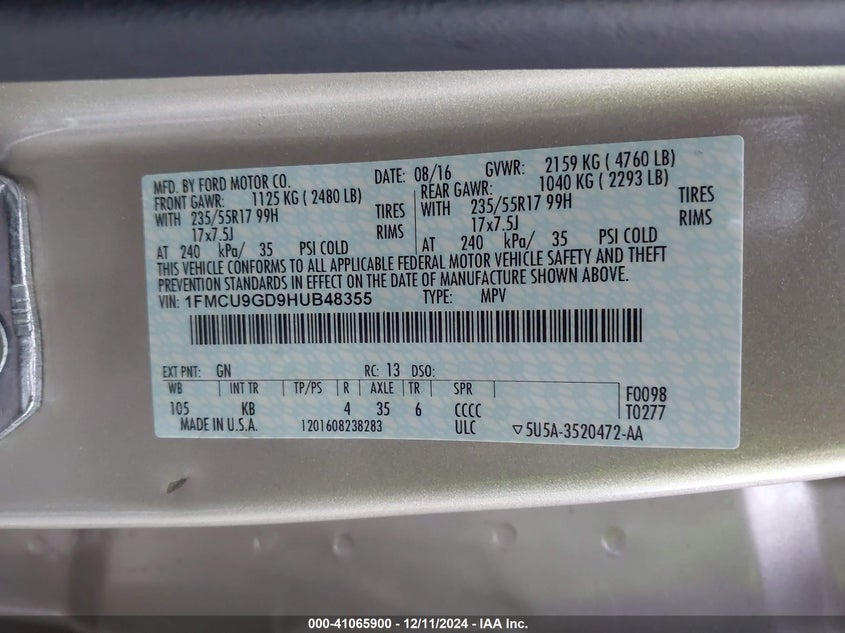 MFD. BY FORD MOTOR CO. DATE: 08/16 GVWR: 2159 KG ( 4760 LB)
FRONT GAWR: 1125 KG ( 2480 LB) REAR GAWR: 1040 KG ( 2293 LB)
WITH 235/55R17 99H TIRES WITH 235/55R17 99H TIRES
17x7.5J RIMS 17x7.5J RIMS
AT 240 kPa/ 35 PSI COLD AT 240 kPa/ 35 PSI COLD
THIS VEHICLE CONFORMS TO ALL APPLICABLE FEDERAL MOTOR VEHICLE SAFETY AND THEFT
PREVENTION STANDARDS IN EFFECT ON THE DATE OF MANUFACTURE SHOWN ABOVE.
VIN: 1FMCU9GD9HUB48355 TYPE: MPV
EXT PNT: GN RC: 13 DSO:
WB INT TR TP/PS R AXLE TR SPR F0098
105 KB 4 35 6 CCCC T0277
MADE IN U.S.A. 1201608238283 ULC ▽5U5A-3520472-AA
000-41065900 - 12/11/2024 - IAA Inc.